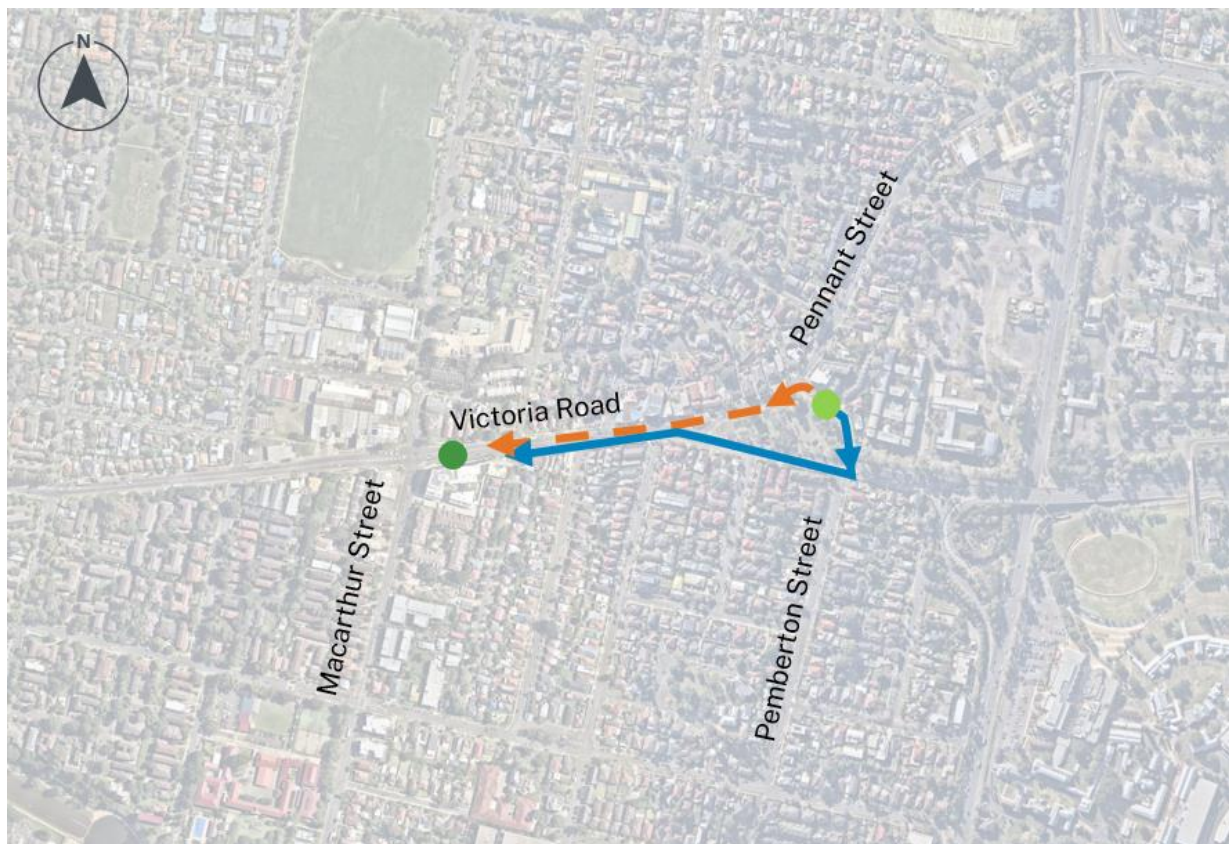 N
Pennant Street
Victoria Road
Macarthur Street
Pemberton Street